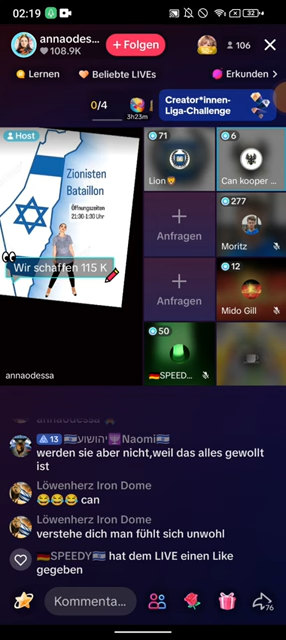 02:19
52
annaodes...
108.9K
+ Folgen
106
Lernen
Beliebte LIVEs
Erkunden >
0/4
3h23m
Creator*innen-
Liga-Challenge
Host
Zionisten
Bataillon
Öffnungszeiten
21:30-1:30 Uhr
Wir schaffen 115 K
annaodessa
71
Lion🦁
6
Can kooper ...
Anfragen
277
Moritz
Anfragen
12
Mido Gill
50
🇩🇪SPEED...
annaodessa
13 🇮🇱יהושוע🕎Naomi🇮🇱
werden sie aber nicht,weil das alles gewollt
ist
Löwenherz Iron Dome
😂😂😂 can
Löwenherz Iron Dome
verstehe dich man fühlt sich unwohl
🇩🇪SPEEDY🇮🇱 hat dem LIVE einen Like
gegeben
Kommenta...
76